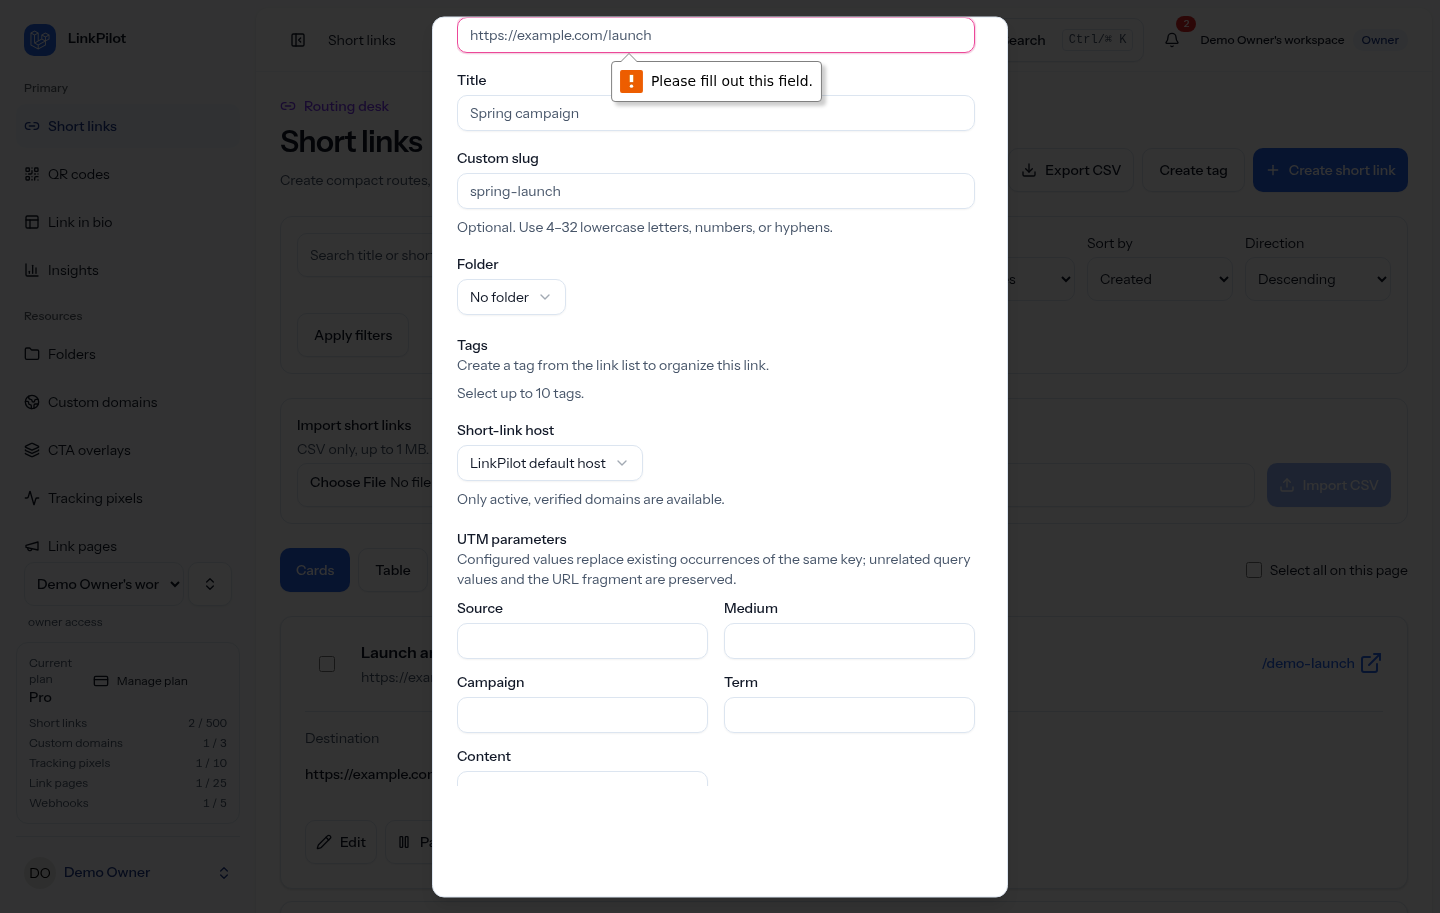 LinkPilot
Primary
Short links
QR codes
Link in bio
Insights
Resources
Folders
Custom domains
CTA overlays
Tracking pixels
Link pages
Demo Owner's wor
owner access
Current plan
Pro
Manage plan
Short links 2 / 500
Custom domains 1 / 3
Tracking pixels 1 / 10
Link pages 1 / 25
Webhooks 1 / 5
DO Demo Owner
Short links
earch Ctrl/⌘ K
2
Demo Owner's workspace Owner
Routing desk
Short links
Create compact routes,
Export CSV
Create tag
Create short link
Search title or shor
Sort by
Created
Direction
Descending
Apply filters
Import short links
CSV only, up to 1 MB.
Choose File No file
Import CSV
Cards
Table
Select all on this page
Launch a
https://exa
/demo-launch
Destination
https://example.co
Edit
Pa
https://example.com/launch
Please fill out this field.
Title
Spring campaign
Custom slug
spring-launch
Optional. Use 4–32 lowercase letters, numbers, or hyphens.
Folder
No folder
Tags
Create a tag from the link list to organize this link.
Select up to 10 tags.
Short-link host
LinkPilot default host
Only active, verified domains are available.
UTM parameters
Configured values replace existing occurrences of the same key; unrelated query
values and the URL fragment are preserved.
Source
Medium
Campaign
Term
Content